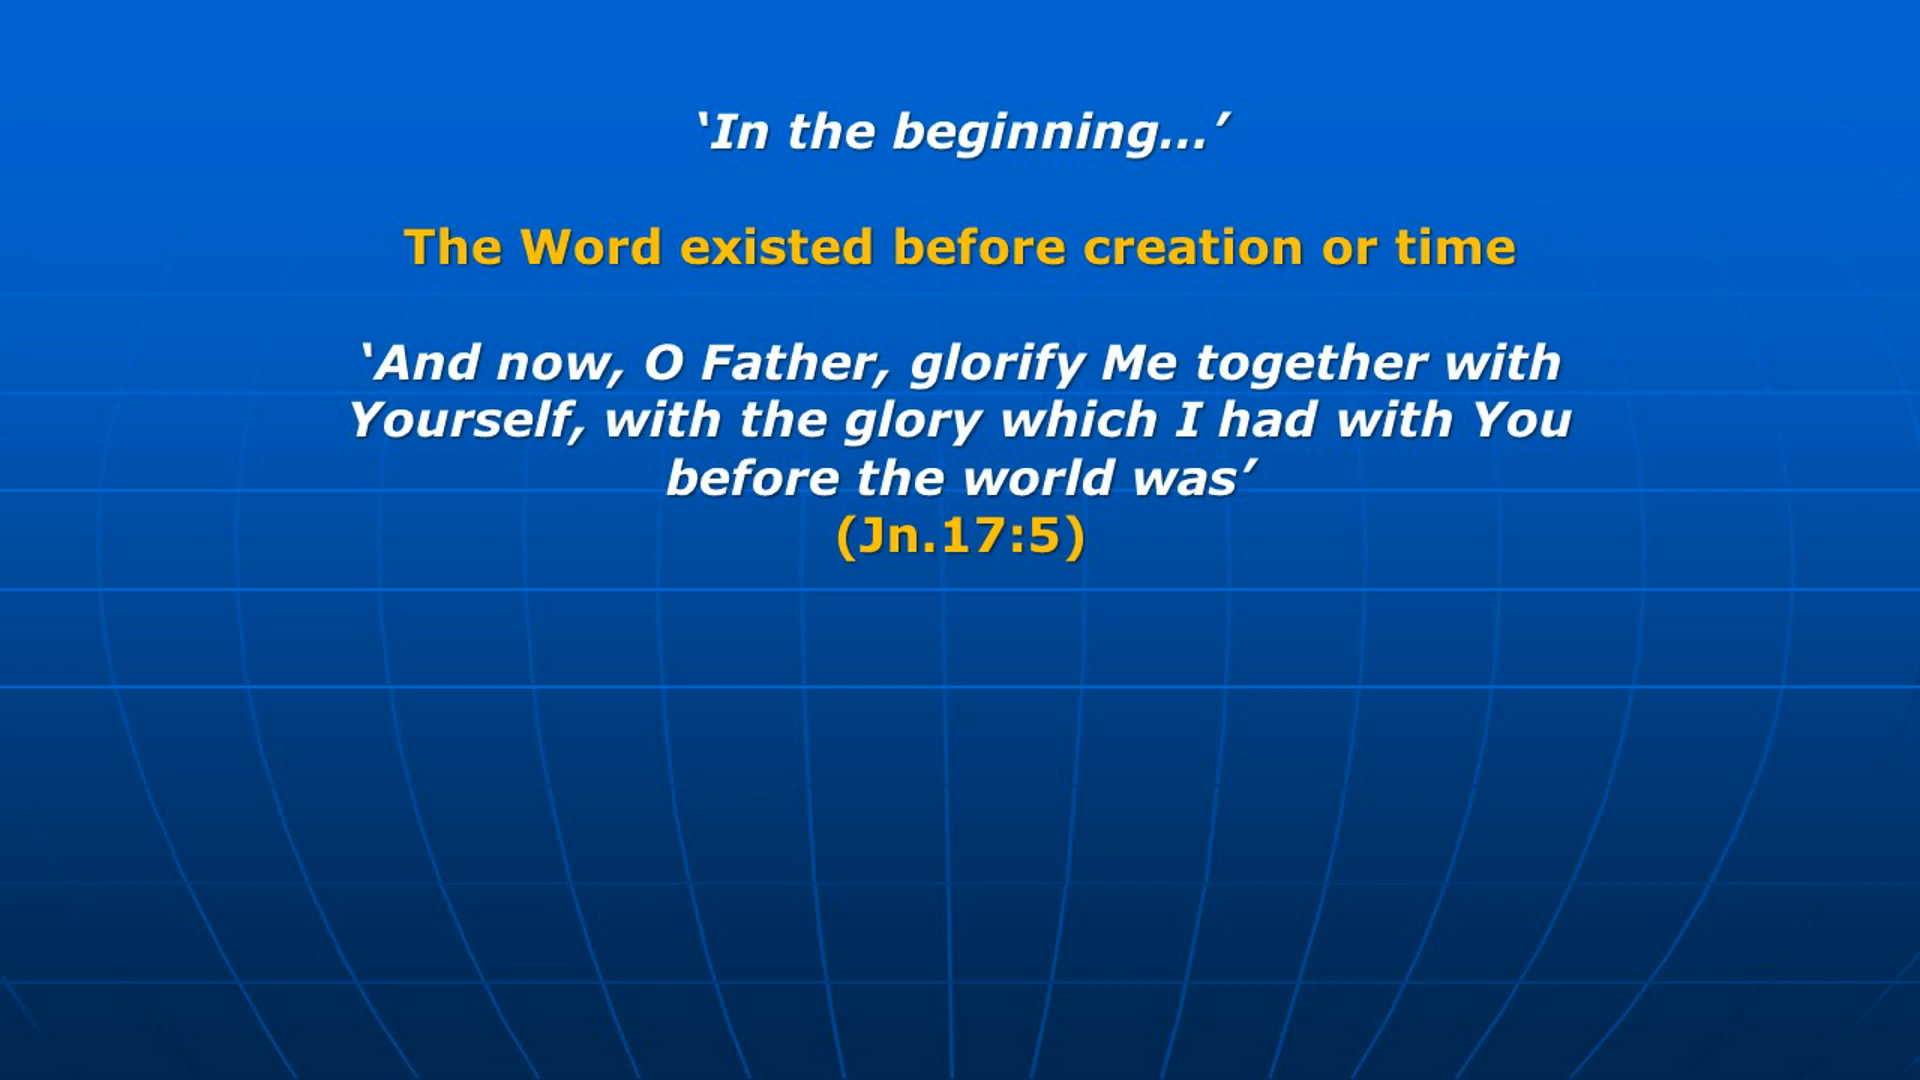 ‘In the beginning…’
The Word existed before creation or time
‘And now, O Father, glorify Me together with
Yourself, with the glory which I had with You
before the world was’
(Jn.17:5)